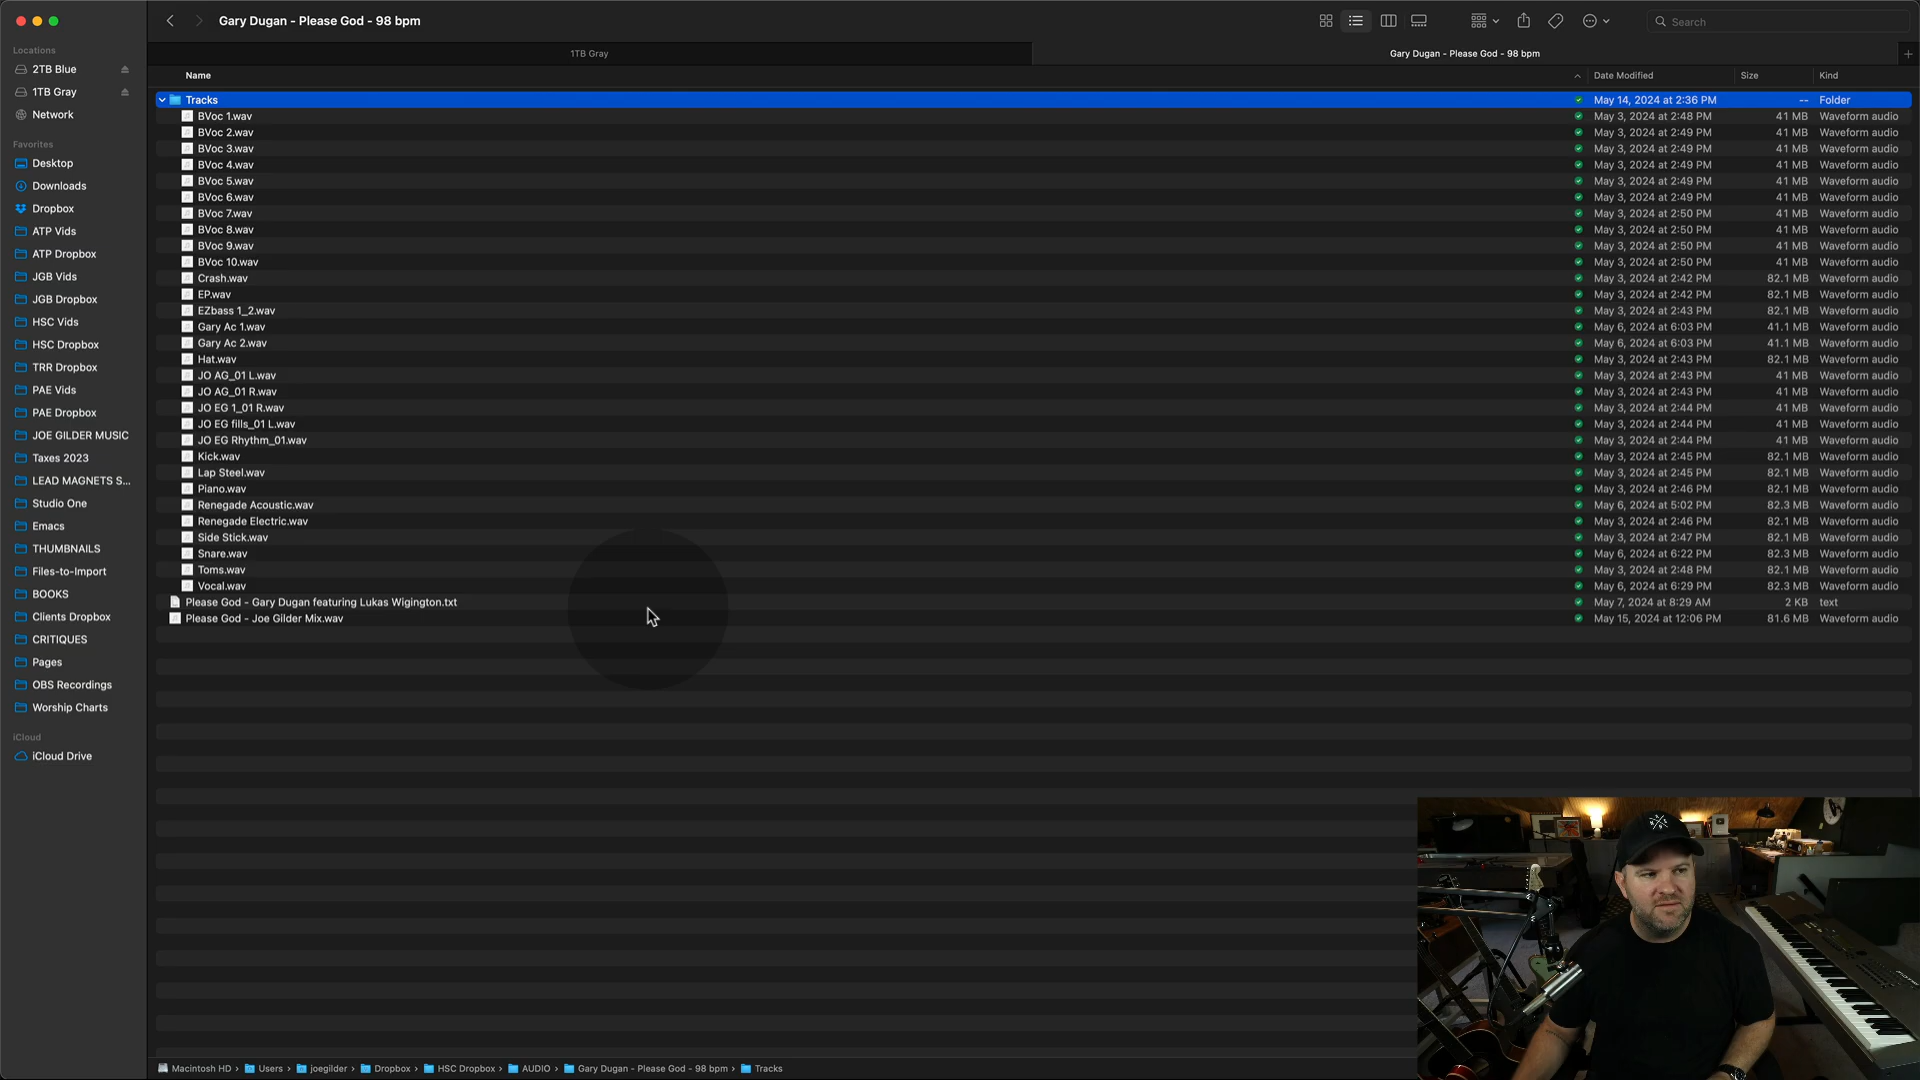 Gary Dugan - Please God - 98 bpm
Search
1TB Gray
Gary Dugan - Please God - 98 bpm
Locations
2TB Blue
1TB Gray
Network
Favorites
Desktop
Downloads
Dropbox
ATP Vids
ATP Dropbox
JGB Vids
JGB Dropbox
HSC Vids
HSC Dropbox
TRR Dropbox
PAE Vids
PAE Dropbox
JOE GILDER MUSIC
Taxes 2023
LEAD MAGNETS S...
Studio One
Emacs
THUMBNAILS
Files-to-Import
BOOKS
Clients Dropbox
CRITIQUES
Pages
OBS Recordings
Worship Charts
iCloud
iCloud Drive
Name Date Modified Size Kind
Tracks May 14, 2024 at 2:36 PM -- Folder
BVoc 1.wav May 3, 2024 at 2:48 PM 41 MB Waveform audio
BVoc 2.wav May 3, 2024 at 2:49 PM 41 MB Waveform audio
BVoc 3.wav May 3, 2024 at 2:49 PM 41 MB Waveform audio
BVoc 4.wav May 3, 2024 at 2:49 PM 41 MB Waveform audio
BVoc 5.wav May 3, 2024 at 2:49 PM 41 MB Waveform audio
BVoc 6.wav May 3, 2024 at 2:49 PM 41 MB Waveform audio
BVoc 7.wav May 3, 2024 at 2:50 PM 41 MB Waveform audio
BVoc 8.wav May 3, 2024 at 2:50 PM 41 MB Waveform audio
BVoc 9.wav May 3, 2024 at 2:50 PM 41 MB Waveform audio
BVoc 10.wav May 3, 2024 at 2:50 PM 41 MB Waveform audio
Crash.wav May 3, 2024 at 2:42 PM 82.1 MB Waveform audio
EP.wav May 3, 2024 at 2:42 PM 82.1 MB Waveform audio
EZbass 1_2.wav May 3, 2024 at 2:43 PM 82.1 MB Waveform audio
Gary Ac 1.wav May 6, 2024 at 6:03 PM 41.1 MB Waveform audio
Gary Ac 2.wav May 6, 2024 at 6:03 PM 41.1 MB Waveform audio
Hat.wav May 3, 2024 at 2:43 PM 82.1 MB Waveform audio
JO AG_01 L.wav May 3, 2024 at 2:43 PM 41 MB Waveform audio
JO AG_01 R.wav May 3, 2024 at 2:43 PM 41 MB Waveform audio
JO EG 1_01 R.wav May 3, 2024 at 2:44 PM 41 MB Waveform audio
JO EG fills_01 L.wav May 3, 2024 at 2:44 PM 41 MB Waveform audio
JO EG Rhythm_01.wav May 3, 2024 at 2:44 PM 41 MB Waveform audio
Kick.wav May 3, 2024 at 2:45 PM 82.1 MB Waveform audio
Lap Steel.wav May 3, 2024 at 2:45 PM 82.1 MB Waveform audio
Piano.wav May 3, 2024 at 2:46 PM 82.1 MB Waveform audio
Renegade Acoustic.wav May 6, 2024 at 5:02 PM 82.3 MB Waveform audio
Renegade Electric.wav May 3, 2024 at 2:46 PM 82.1 MB Waveform audio
Side Stick.wav May 3, 2024 at 2:47 PM 82.1 MB Waveform audio
Snare.wav May 6, 2024 at 6:22 PM 82.3 MB Waveform audio
Toms.wav May 3, 2024 at 2:48 PM 82.1 MB Waveform audio
Vocal.wav May 6, 2024 at 6:29 PM 82.3 MB Waveform audio
Please God - Gary Dugan featuring Lukas Wigington.txt May 7, 2024 at 8:29 AM 2 KB text
Please God - Joe Gilder Mix.wav May 15, 2024 at 12:06 PM 81.6 MB Waveform audio
Macintosh HD › Users › joegilder › Dropbox › HSC Dropbox › AUDIO › Gary Dugan - Please God - 98 bpm › Tracks